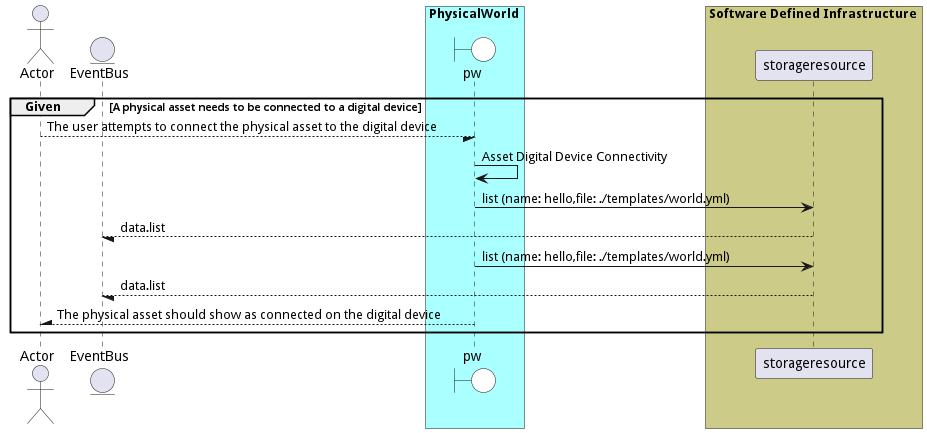 PhysicalWorld
Software Defined Infrastructure
Actor
EventBus
pw
storageresource
Given
[A physical asset needs to be connected to a digital device]
The user attempts to connect the physical asset to the digital device
Asset Digital Device Connectivity
list (name: hello,file: ./templates/world.yml)
data.list
list (name: hello,file: ./templates/world.yml)
data.list
The physical asset should show as connected on the digital device
Actor
EventBus
pw
storageresource